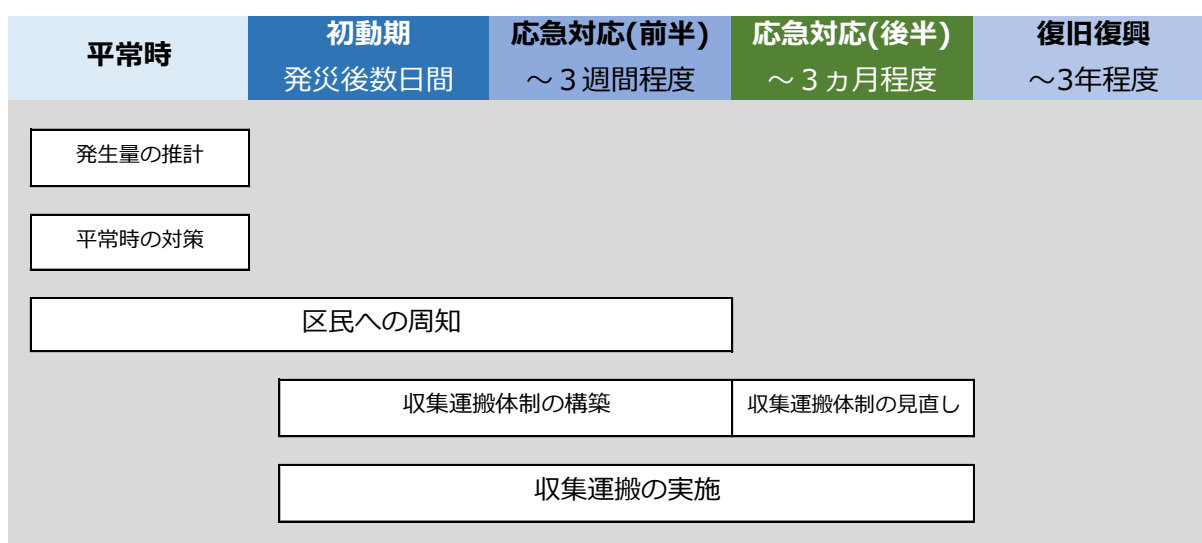 平常時
初動期
発災後数日間
応急対応(前半)
～３週間程度
応急対応(後半)
～３ヵ月程度
復旧復興
～3年程度
発生量の推計
平常時の対策
区民への周知
収集運搬体制の構築
収集運搬体制の見直し
収集運搬の実施